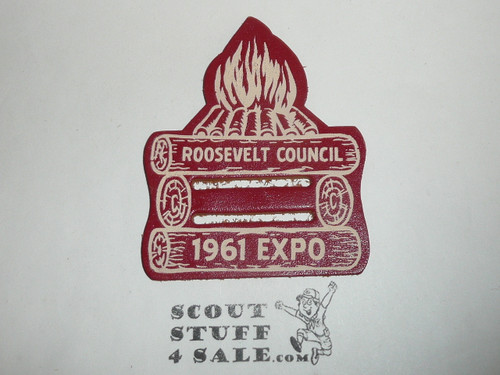 ROOSEVELT COUNCIL
C C
1961 EXPO
SCOUT
STUFF
4 SALE.COM